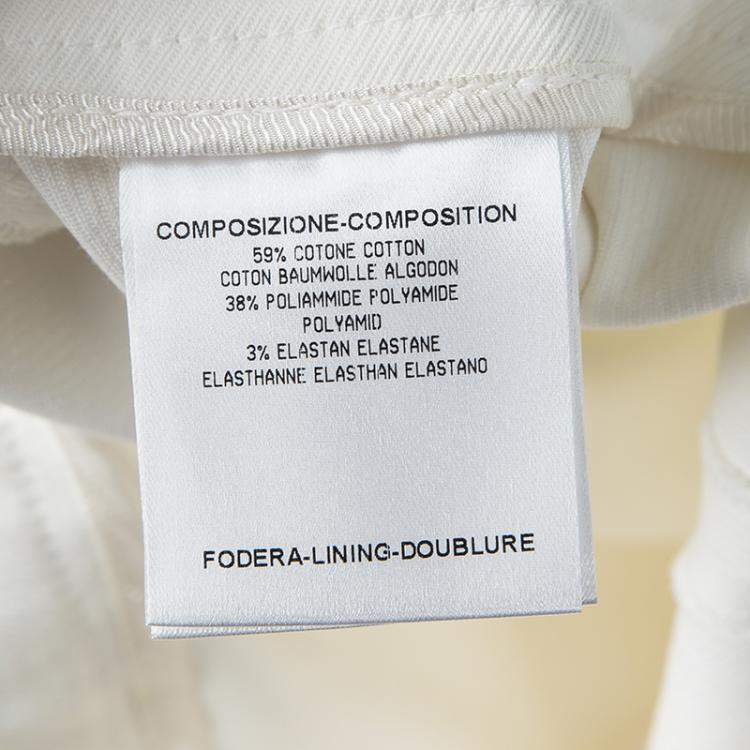 COMPOSIZIONE-COMPOSITION
59% COTONE COTTON
COTON BAUMWOLLE ALGODON
38% POLIAMMIDE POLYAMIDE
POLYAMID
3% ELASTAN ELASTANE
ELASTHANNE ELASTHAN ELASTANO
FODERA-LINING-DOUBLURE